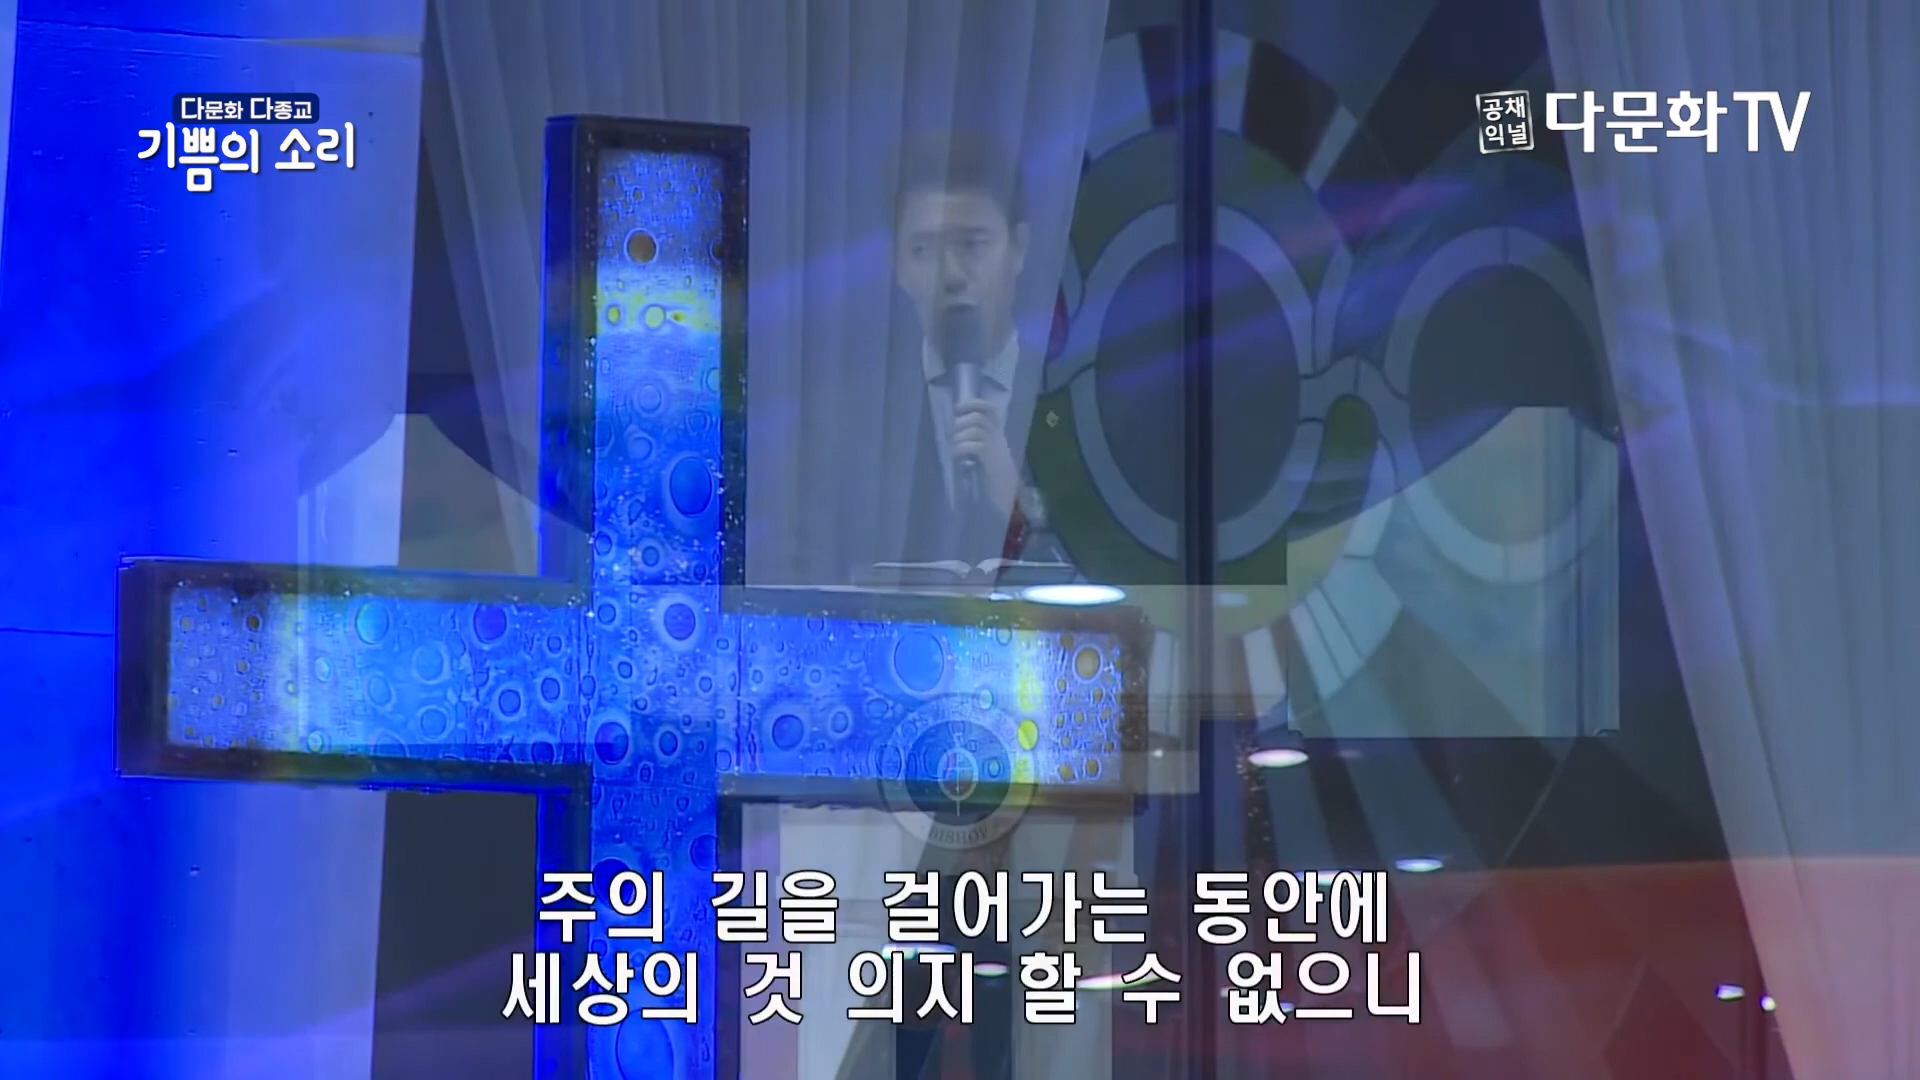 다문화 다종교
기쁨의 소리
공채
익널
다문화TV
주의 길을 걸어가는 동안에
세상의 것 의지 할 수 없으니